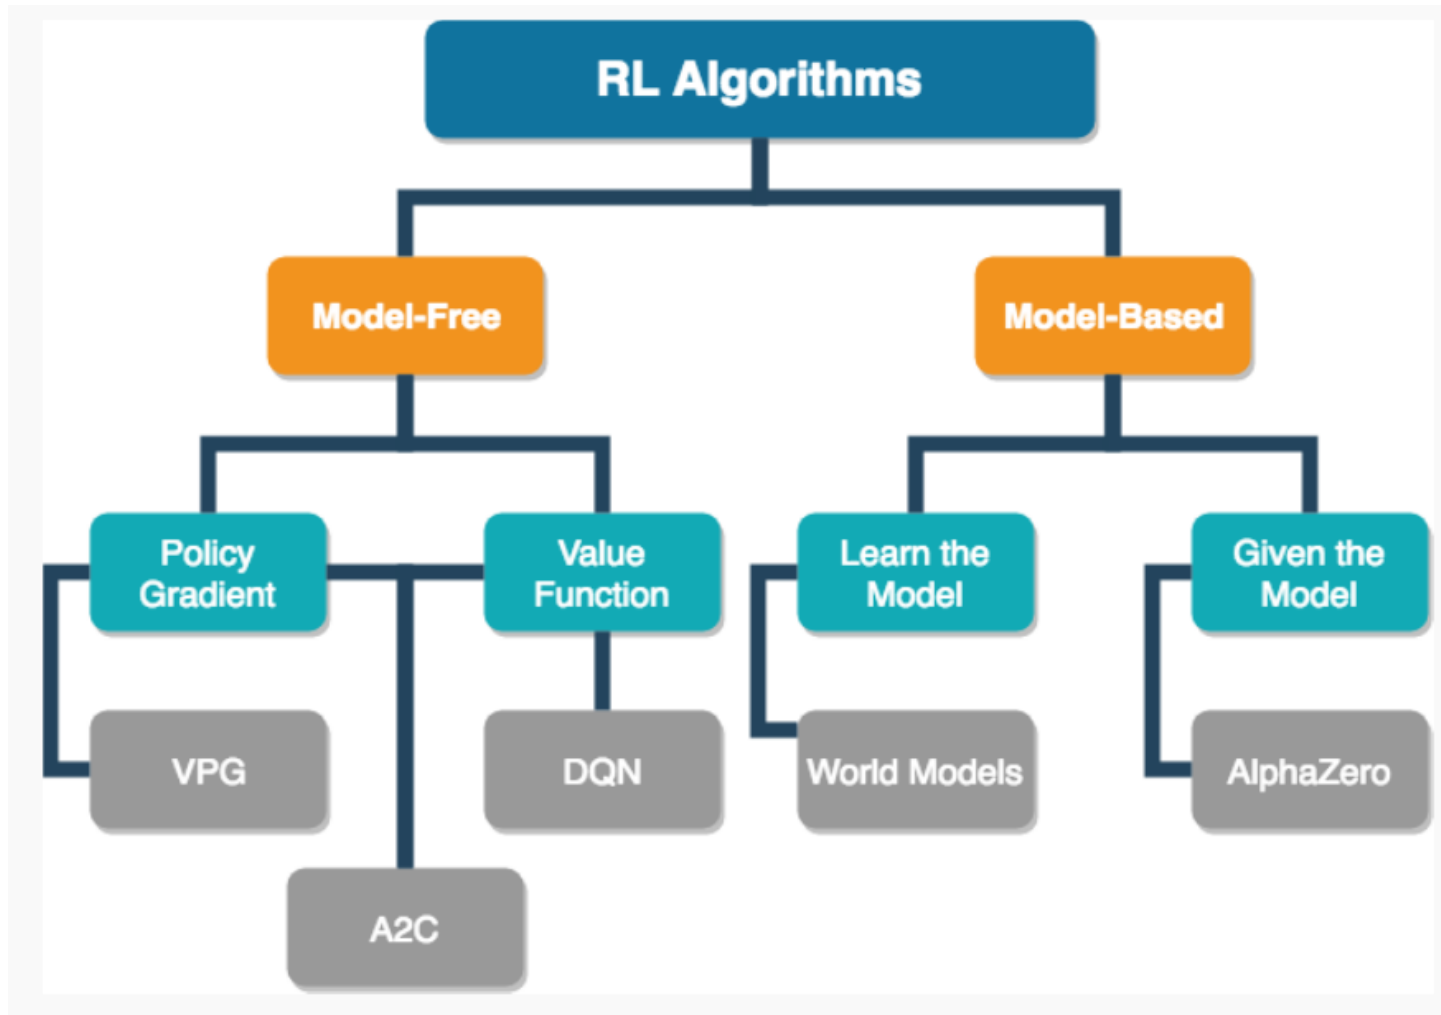 RL Algorithms
Model-Free
Model-Based
Policy
Gradient
Value
Function
Learn the
Model
Given the
Model
VPG
DQN
World Models
AlphaZero
A2C